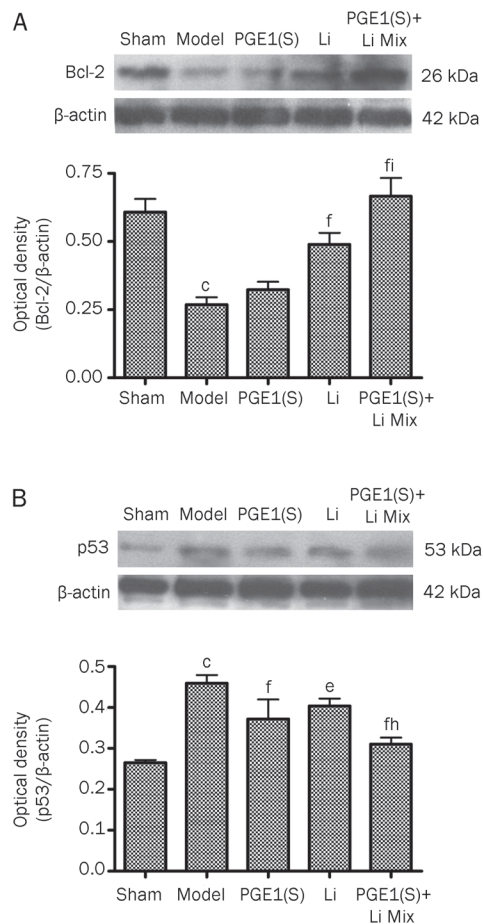 A
Sham Model PGE1(S) Li PGE1(S)+
Li Mix
Bcl-2 26 kDa
β-actin 42 kDa
Optical density
(Bcl-2/β-actin)
0.75
0.50
0.25
0.00
c
f
fi
Sham Model PGE1(S) Li PGE1(S)+
Li Mix
B
Sham Model PGE1(S) Li PGE1(S)+
Li Mix
p53 53 kDa
β-actin 42 kDa
Optical density
(p53/β-actin)
0.5
0.4
0.3
0.2
0.1
0.0
c
f
e
fh
Sham Model PGE1(S) Li PGE1(S)+
Li Mix